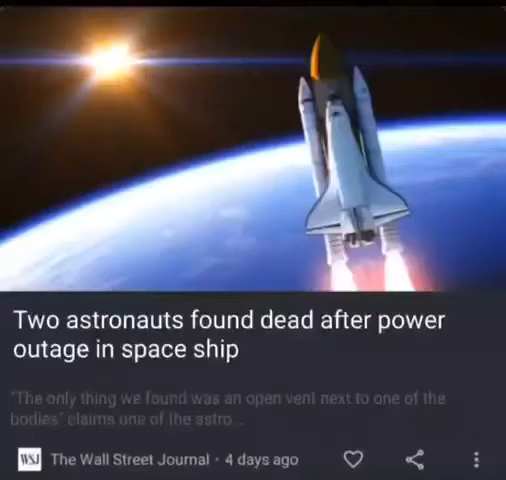 Two astronauts found dead after power
outage in space ship
"The only thing we found was an open vent next to one of the
bodies" claims one of the astro...
WSJ The Wall Street Journal · 4 days ago